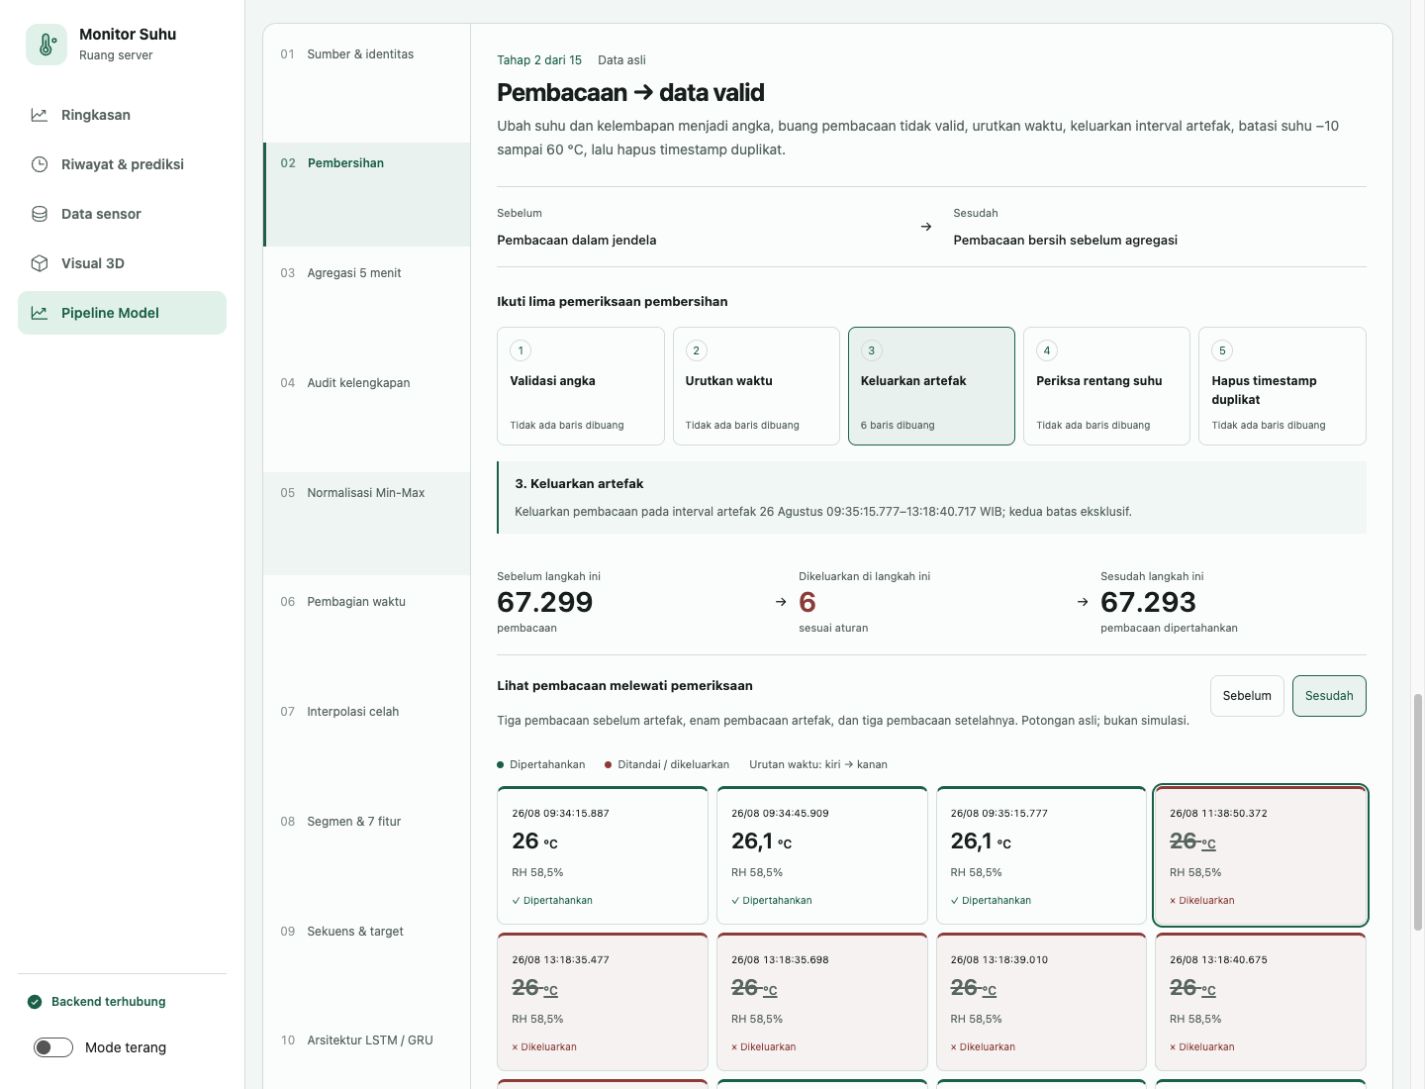 Monitor Suhu
Ruang server
Ringkasan
Riwayat & prediksi
Data sensor
Visual 3D
Pipeline Model
Backend terhubung
Mode terang
01 Sumber & identitas
02 Pembersihan
03 Agregasi 5 menit
04 Audit kelengkapan
05 Normalisasi Min-Max
06 Pembagian waktu
07 Interpolasi celah
08 Segmen & 7 fitur
09 Sekuens & target
10 Arsitektur LSTM / GRU
Tahap 2 dari 15 Data asli
Pembacaan → data valid
Ubah suhu dan kelembapan menjadi angka, buang pembacaan tidak valid, urutkan waktu, keluarkan interval artefak, batasi suhu −10
sampai 60 °C, lalu hapus timestamp duplikat.
Sebelum
Pembacaan dalam jendela
→
Sesudah
Pembacaan bersih sebelum agregasi
Ikuti lima pemeriksaan pembersihan
1
Validasi angka
Tidak ada baris dibuang
2
Urutkan waktu
Tidak ada baris dibuang
3
Keluarkan artefak
6 baris dibuang
4
Periksa rentang suhu
Tidak ada baris dibuang
5
Hapus timestamp
duplikat
Tidak ada baris dibuang
3. Keluarkan artefak
Keluarkan pembacaan pada interval artefak 26 Agustus 09:35:15.777–13:18:40.717 WIB; kedua batas eksklusif.
Sebelum langkah ini
67.299
pembacaan
→
Dikeluarkan di langkah ini
6
sesuai aturan
→
Sesudah langkah ini
67.293
pembacaan dipertahankan
Lihat pembacaan melewati pemeriksaan
Tiga pembacaan sebelum artefak, enam pembacaan artefak, dan tiga pembacaan setelahnya. Potongan asli; bukan simulasi.
Sebelum
Sesudah
Dipertahankan Ditandai / dikeluarkan Urutan waktu: kiri → kanan
26/08 09:34:15.887
26 °C
RH 58,5%
✓ Dipertahankan
26/08 09:34:45.909
26,1 °C
RH 58,5%
✓ Dipertahankan
26/08 09:35:15.777
26,1 °C
RH 58,5%
✓ Dipertahankan
26/08 11:38:50.372
26 °C
RH 58,5%
× Dikeluarkan
26/08 13:18:35.477
26 °C
RH 58,5%
× Dikeluarkan
26/08 13:18:35.698
26 °C
RH 58,5%
× Dikeluarkan
26/08 13:18:39.010
26 °C
RH 58,5%
× Dikeluarkan
26/08 13:18:40.675
26 °C
RH 58,5%
× Dikeluarkan